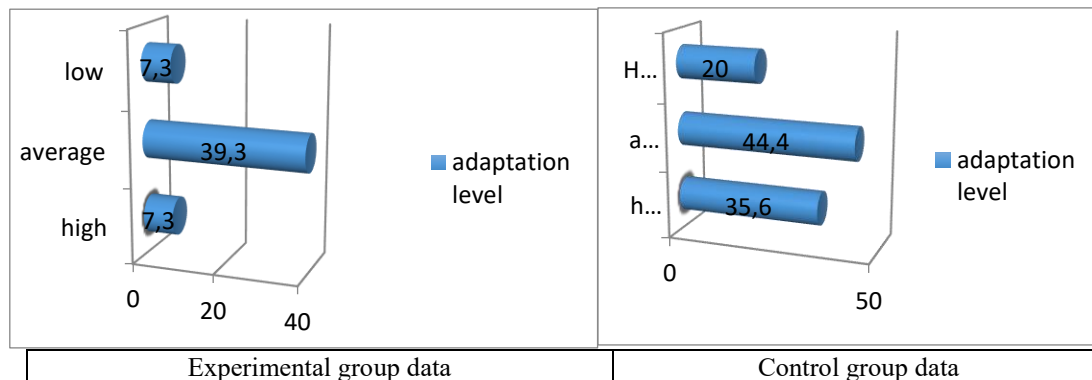 low
7,3
average
39,3
high
7,3
0
20
40
adaptation
level
H...
20
a...
44,4
h...
35,6
0
50
adaptation
level
Experimental group data
Control group data